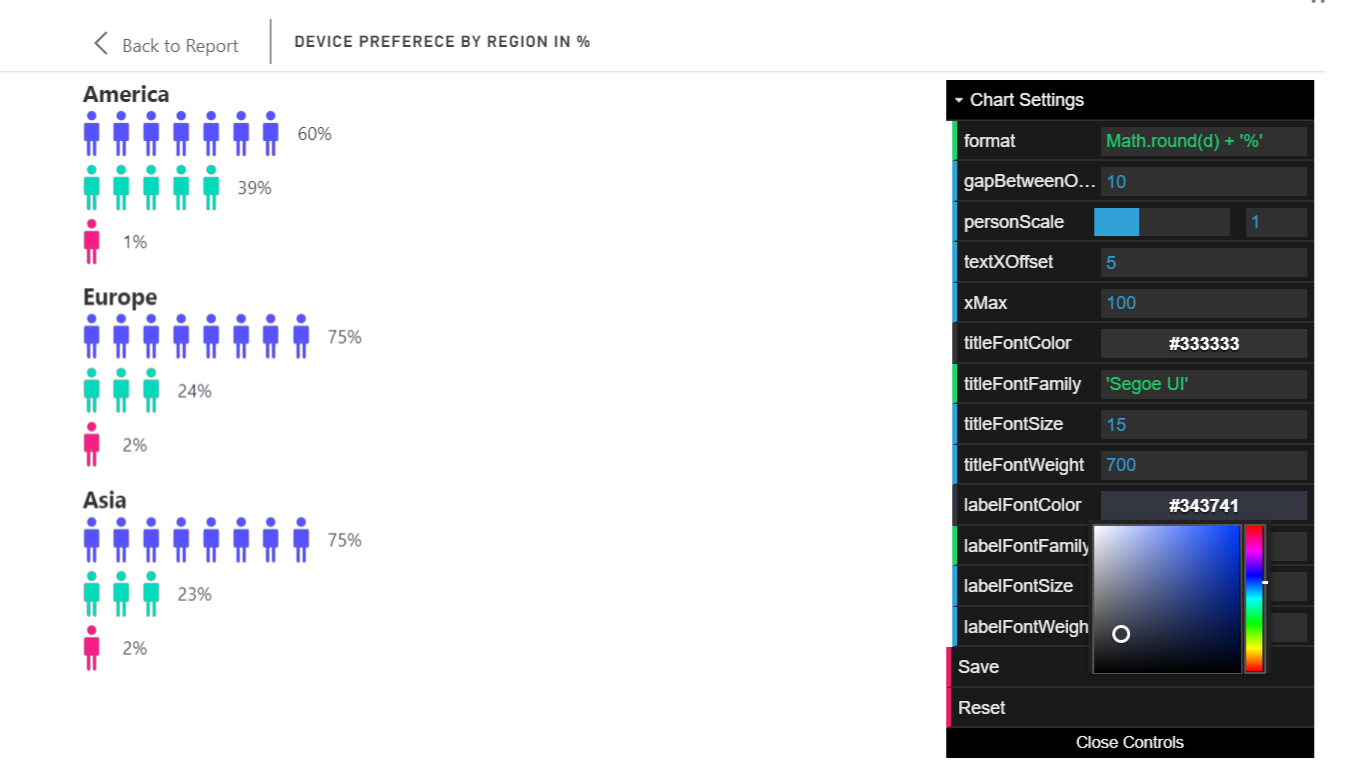 Back to Report
DEVICE PREFERECE BY REGION IN %
America
60%
39%
1%
Europe
75%
24%
2%
Asia
75%
23%
2%
Chart Settings
format Math.round(d) + '%'
gapBetweenO... 10
personScale 1
textXOffset 5
xMax 100
titleFontColor #333333
titleFontFamily 'Segoe UI'
titleFontSize 15
titleFontWeight 700
labelFontColor #343741
labelFontFamily
labelFontSize
labelFontWeigh
Save
Reset
Close Controls